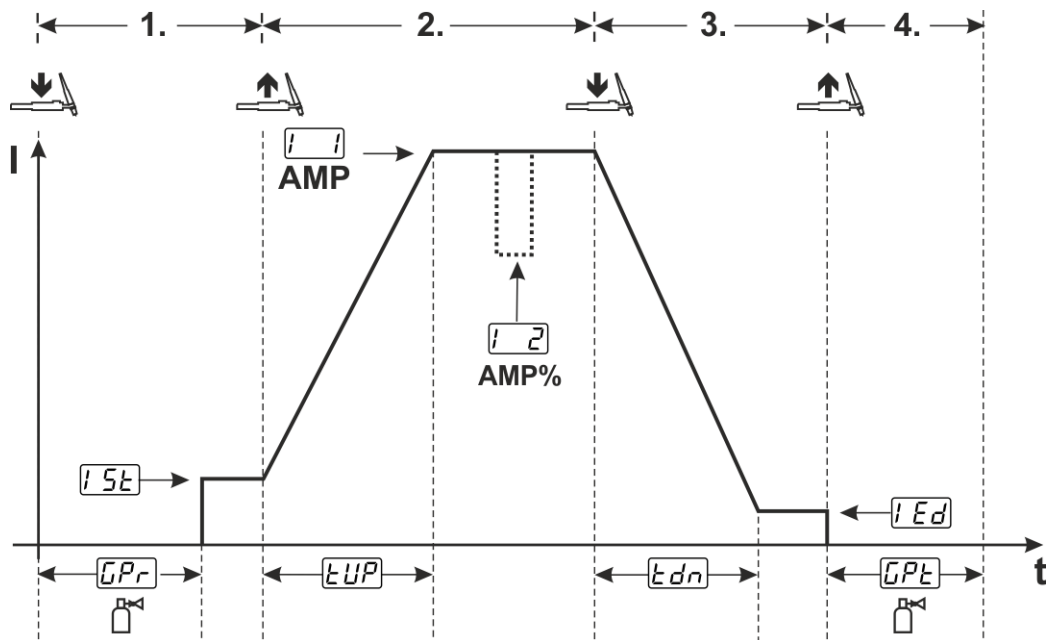 1. 2. 3. 4.
I
I 1
AMP
I 2
AMP%
I St
I Ed
GPr tUP tdn GPt
t